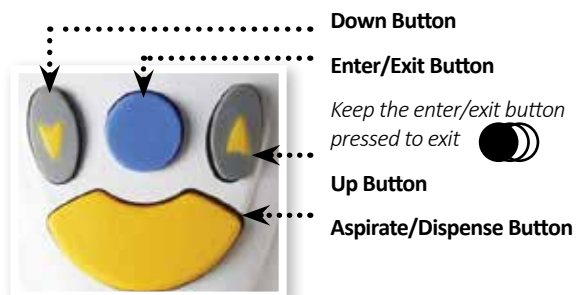 Down Button
Enter/Exit Button
Keep the enter/exit button
pressed to exit
Up Button
Aspirate/Dispense Button